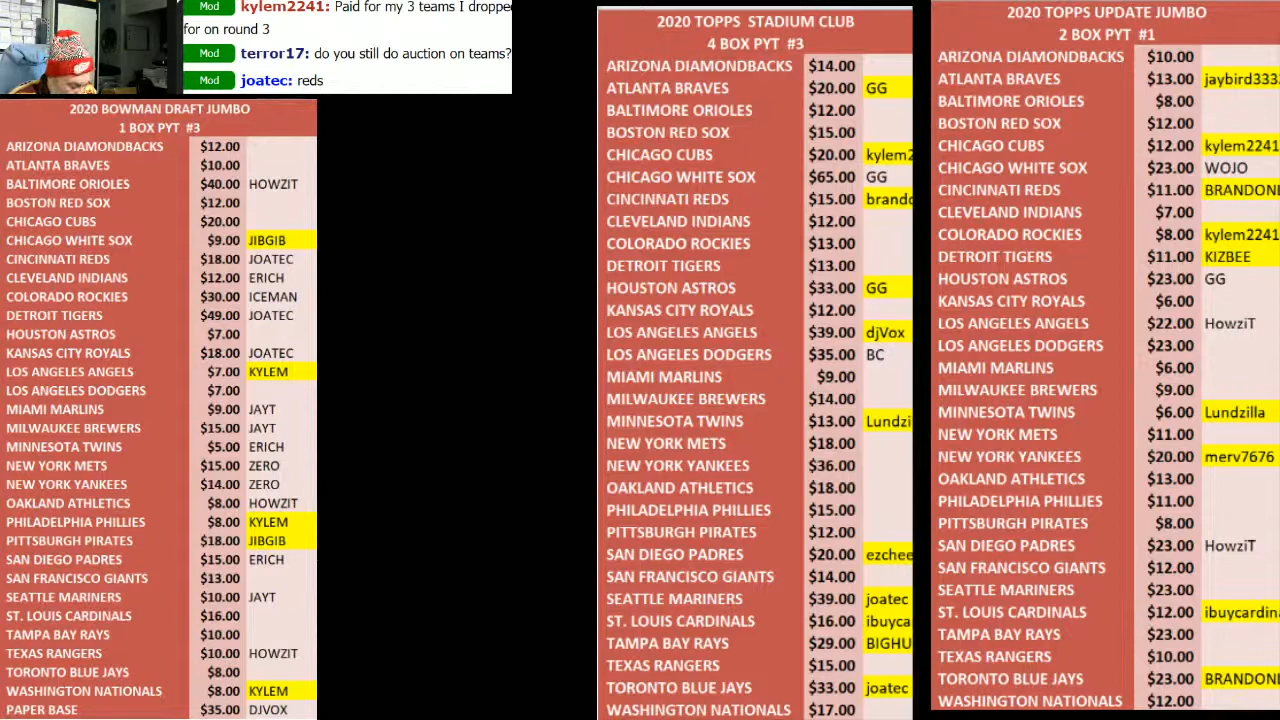 Mod kylem2241: Paid for my 3 teams I dropped
for on round 3
Mod terror17: do you still do auction on teams?
Mod joatec: reds
2020 BOWMAN DRAFT JUMBO
1 BOX PYT #3
ARIZONA DIAMONDBACKS $12.00
ATLANTA BRAVES $10.00
BALTIMORE ORIOLES $40.00 HOWZIT
BOSTON RED SOX $12.00
CHICAGO CUBS $20.00
CHICAGO WHITE SOX $9.00 JIBGIB
CINCINNATI REDS $18.00 JOATEC
CLEVELAND INDIANS $12.00 ERICH
COLORADO ROCKIES $30.00 ICEMAN
DETROIT TIGERS $49.00 JOATEC
HOUSTON ASTROS $7.00
KANSAS CITY ROYALS $18.00 JOATEC
LOS ANGELES ANGELS $7.00 KYLEM
LOS ANGELES DODGERS $7.00
MIAMI MARLINS $9.00 JAYT
MILWAUKEE BREWERS $15.00 JAYT
MINNESOTA TWINS $5.00 ERICH
NEW YORK METS $15.00 ZERO
NEW YORK YANKEES $14.00 ZERO
OAKLAND ATHLETICS $8.00 HOWZIT
PHILADELPHIA PHILLIES $8.00 KYLEM
PITTSBURGH PIRATES $18.00 JIBGIB
SAN DIEGO PADRES $15.00 ERICH
SAN FRANCISCO GIANTS $13.00
SEATTLE MARINERS $10.00 JAYT
ST. LOUIS CARDINALS $16.00
TAMPA BAY RAYS $10.00
TEXAS RANGERS $10.00 HOWZIT
TORONTO BLUE JAYS $8.00
WASHINGTON NATIONALS $8.00 KYLEM
PAPER BASE $35.00 DJVOX
2020 TOPPS STADIUM CLUB
4 BOX PYT #3
ARIZONA DIAMONDBACKS $14.00
ATLANTA BRAVES $20.00 GG
BALTIMORE ORIOLES $12.00
BOSTON RED SOX $15.00
CHICAGO CUBS $20.00 kylem2
CHICAGO WHITE SOX $65.00 GG
CINCINNATI REDS $15.00 brando
CLEVELAND INDIANS $12.00
COLORADO ROCKIES $13.00
DETROIT TIGERS $13.00
HOUSTON ASTROS $33.00 GG
KANSAS CITY ROYALS $12.00
LOS ANGELES ANGELS $39.00 djVox
LOS ANGELES DODGERS $35.00 BC
MIAMI MARLINS $9.00
MILWAUKEE BREWERS $14.00
MINNESOTA TWINS $13.00 Lundzi
NEW YORK METS $18.00
NEW YORK YANKEES $36.00
OAKLAND ATHLETICS $18.00
PHILADELPHIA PHILLIES $15.00
PITTSBURGH PIRATES $12.00
SAN DIEGO PADRES $20.00 ezchee
SAN FRANCISCO GIANTS $14.00
SEATTLE MARINERS $39.00 joatec
ST. LOUIS CARDINALS $16.00 ibuyca
TAMPA BAY RAYS $29.00 BIGHU
TEXAS RANGERS $15.00
TORONTO BLUE JAYS $33.00 joatec
WASHINGTON NATIONALS $17.00
2020 TOPPS UPDATE JUMBO
2 BOX PYT #1
ARIZONA DIAMONDBACKS $10.00
ATLANTA BRAVES $13.00 jaybird333
BALTIMORE ORIOLES $8.00
BOSTON RED SOX $12.00
CHICAGO CUBS $12.00 kylem2241
CHICAGO WHITE SOX $23.00 WOJO
CINCINNATI REDS $11.00 BRANDON
CLEVELAND INDIANS $7.00
COLORADO ROCKIES $8.00 kylem2241
DETROIT TIGERS $11.00 KIZBEE
HOUSTON ASTROS $23.00 GG
KANSAS CITY ROYALS $6.00
LOS ANGELES ANGELS $22.00 HowziT
LOS ANGELES DODGERS $23.00
MIAMI MARLINS $6.00
MILWAUKEE BREWERS $9.00
MINNESOTA TWINS $6.00 Lundzilla
NEW YORK METS $11.00
NEW YORK YANKEES $20.00 merv7676
OAKLAND ATHLETICS $13.00
PHILADELPHIA PHILLIES $11.00
PITTSBURGH PIRATES $8.00
SAN DIEGO PADRES $23.00 HowziT
SAN FRANCISCO GIANTS $12.00
SEATTLE MARINERS $23.00
ST. LOUIS CARDINALS $12.00 ibuycardin
TAMPA BAY RAYS $23.00
TEXAS RANGERS $10.00
TORONTO BLUE JAYS $23.00 BRANDON
WASHINGTON NATIONALS $12.00